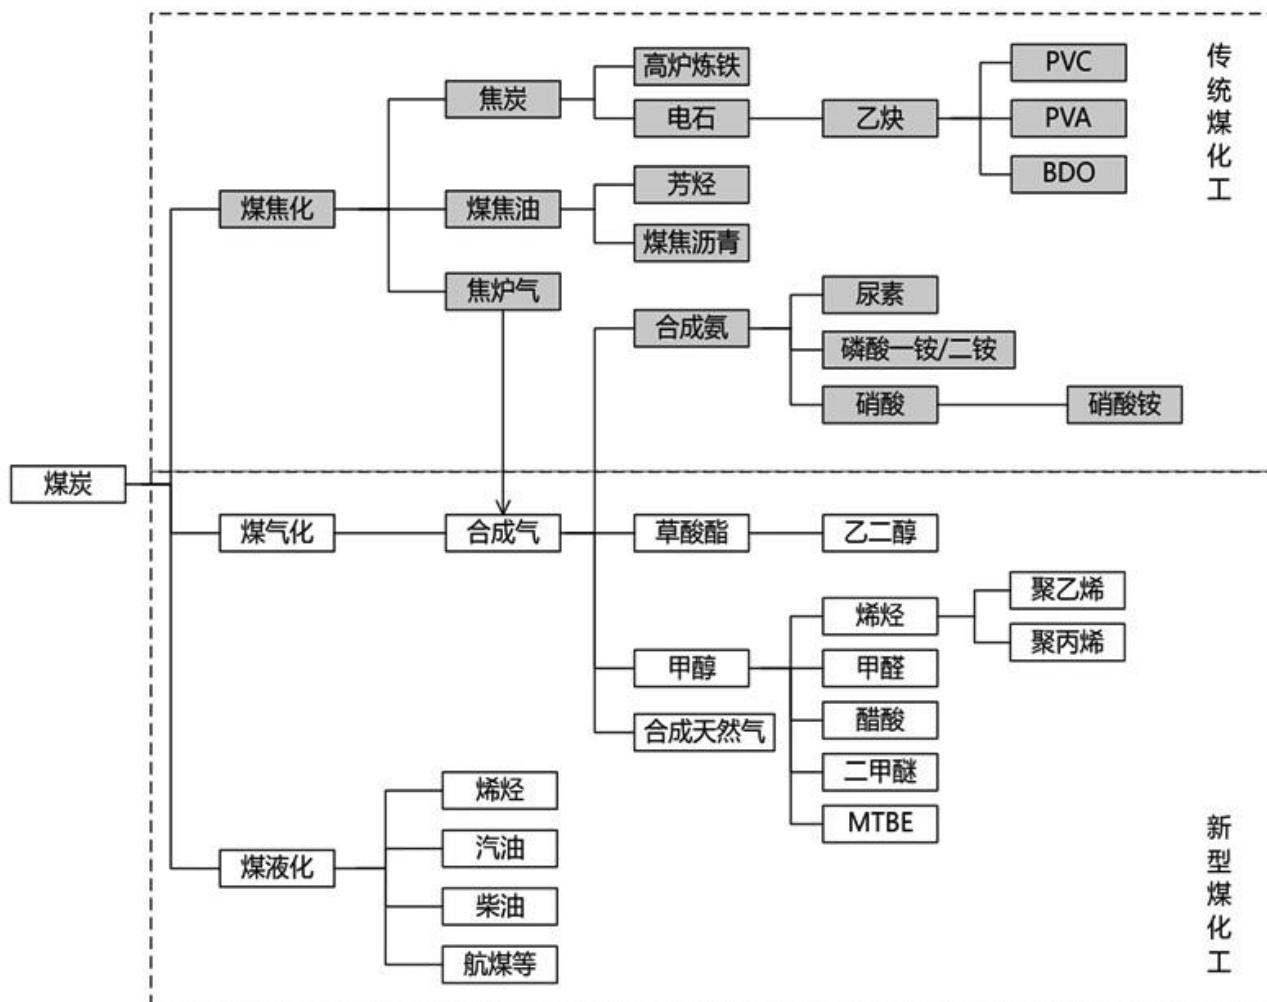 传统煤化工
高炉炼铁
PVC
焦炭
电石
乙炔
PVA
芳烃
BDO
煤焦化
煤焦油
煤焦沥青
焦炉气
尿素
合成氨
磷酸一铵/二铵
硝酸
硝酸铵
煤炭
煤气化
合成气
草酸酯
乙二醇
聚乙烯
烯烃
聚丙烯
甲醇
甲醛
醋酸
合成天然气
二甲醚
MTBE
烯烃
汽油
煤液化
柴油
航煤等
新型煤化工